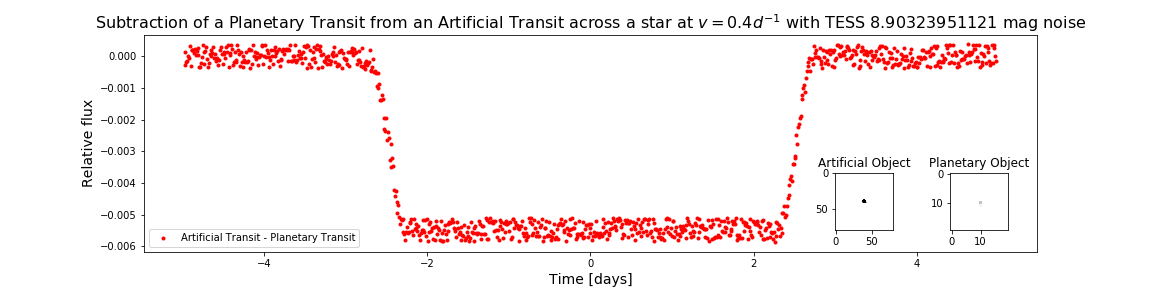 Subtraction of a Planetary Transit from an Artificial Transit across a star at v = 0.4d⁻¹ with TESS 8.90323951121 mag noise
Relative flux
0.000
−0.001
−0.002
−0.003
−0.004
−0.005
−0.006
Artificial Transit - Planetary Transit
Artificial Object
0
50
0 50
Planetary Object
0
10
0 10
−4 −2 0 2 4
Time [days]